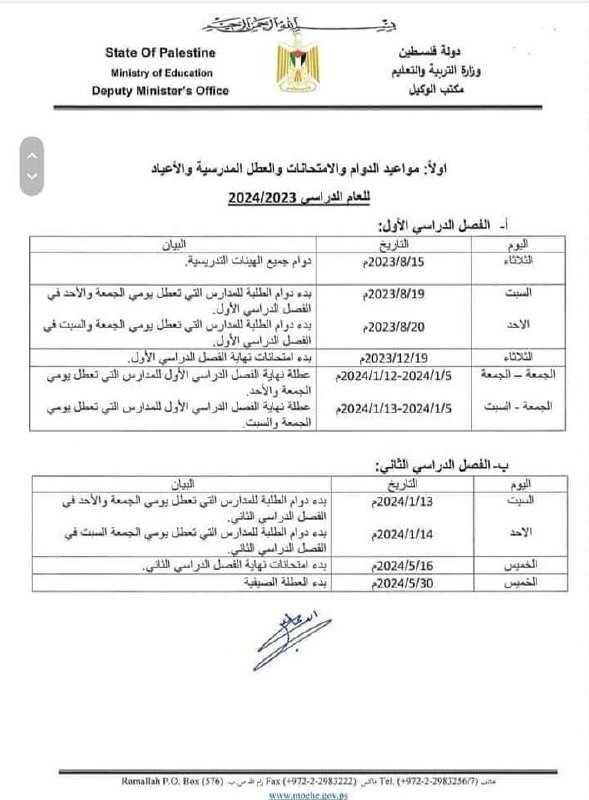 بسم الله الرحمن الرحيم
State Of Palestine
Ministry of Education
Deputy Minister's Office
دولة فلسطين
وزارة التربية والتعليم
مكتب الوكيل
اولاً: مواعيد الدوام والامتحانات والعطل المدرسية والأعياد
للعام الدراسي 2024/2023
أ- الفصل الدراسي الأول:
اليوم التاريخ البيان
الثلاثاء 2023/8/15م دوام جميع الهيئات التدريسية.
السبت 2023/8/19م بدء دوام الطلبة للمدارس التي تعطل يومي الجمعة والأحد في
الفصل الدراسي الأول.
الاحد 2023/8/20م بدء دوام الطلبة للمدارس التي تعطل يومي الجمعة والسبت في
الفصل الدراسي الأول.
الثلاثاء 2023/12/19م بدء امتحانات نهاية الفصل الدراسي الأول.
الجمعة – الجمعة 2024/1/5-2024/1/12م عطلة نهاية الفصل الدراسي الأول للمدارس التي تعطل يومي
الجمعة والأحد.
الجمعة - السبت 2024/1/5-2024/1/13م عطلة نهاية الفصل الدراسي الأول للمدارس التي تعطل يومي
الجمعة والسبت.
ب- الفصل الدراسي الثاني:
اليوم التاريخ البيان
السبت 2024/1/13م بدء دوام الطلبة للمدارس التي تعطل يومي الجمعة والأحد في
الفصل الدراسي الثاني.
الاحد 2024/1/14م بدء دوام الطلبة للمدارس التي تعطل يومي الجمعة السبت في
الفصل الدراسي الثاني.
الخميس 2024/5/16م بدء امتحانات نهاية الفصل الدراسي الثاني.
الخميس 2024/5/30م بدء العطلة الصيفية
Ramallah P.O. Box (576) رام الله ص.ب. Fax (+972-2-2983222) فاكس Tel. (+972-2-2983256/7) هاتف
www.moehe.gov.ps